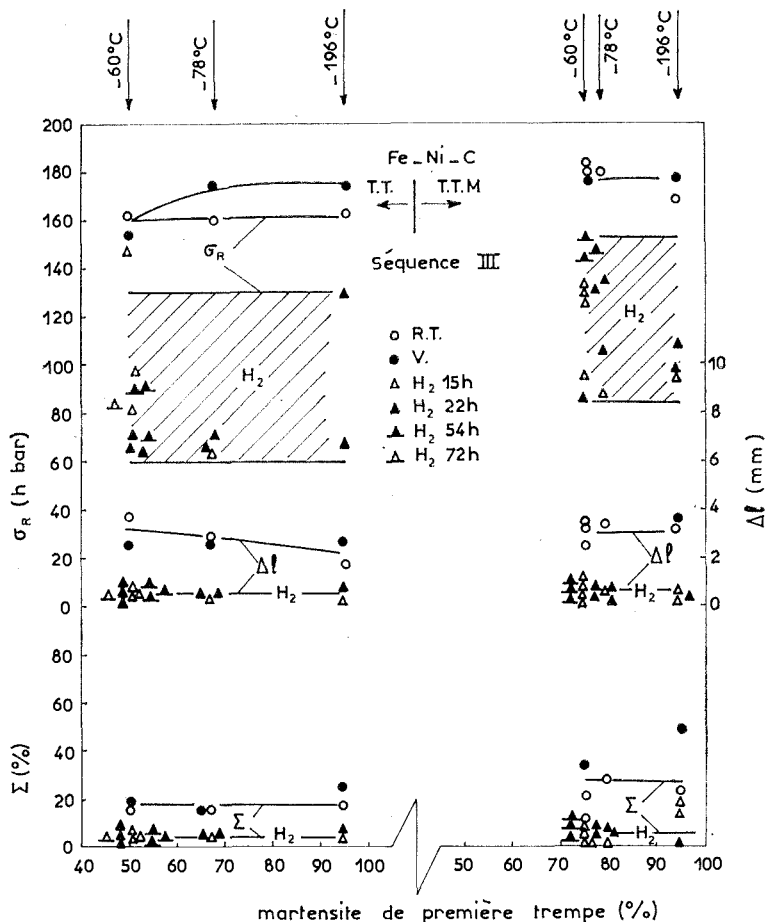 -60°C
-78°C
-196°C
-60°C
-78°C
-196°C
200
180
160
140
120
100
80
60
40
20
0
σR (h bar)
Fe-Ni-C
T.T.
T.T.M
Séquence III
σR
H2
H2
R.T.
V.
H2 15h
H2 22h
H2 54h
H2 72h
10
8
6
4
2
0
Δℓ (mm)
Δℓ
H2
Δℓ
H2
80
60
40
20
0
Σ (%)
Σ
H2
Σ
H2
40 50 60 70 80 90 100
50 60 70 80 90 100
martensite de première trempe (%)